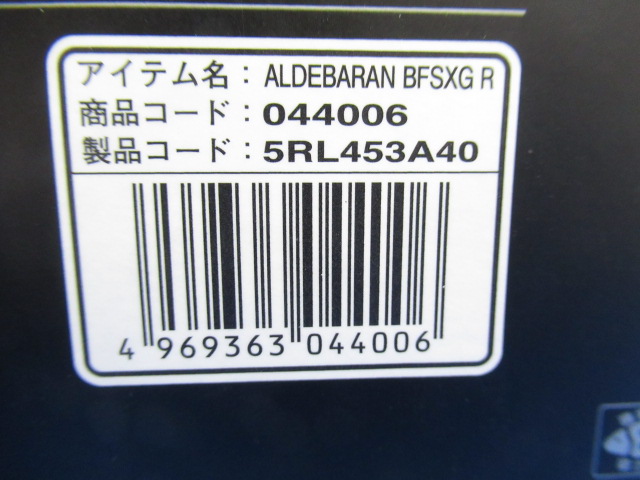 アイテム名：ALDEBARAN BFSXG R
商品コード：044006
製品コード：5RL453A40
4 969363 044006